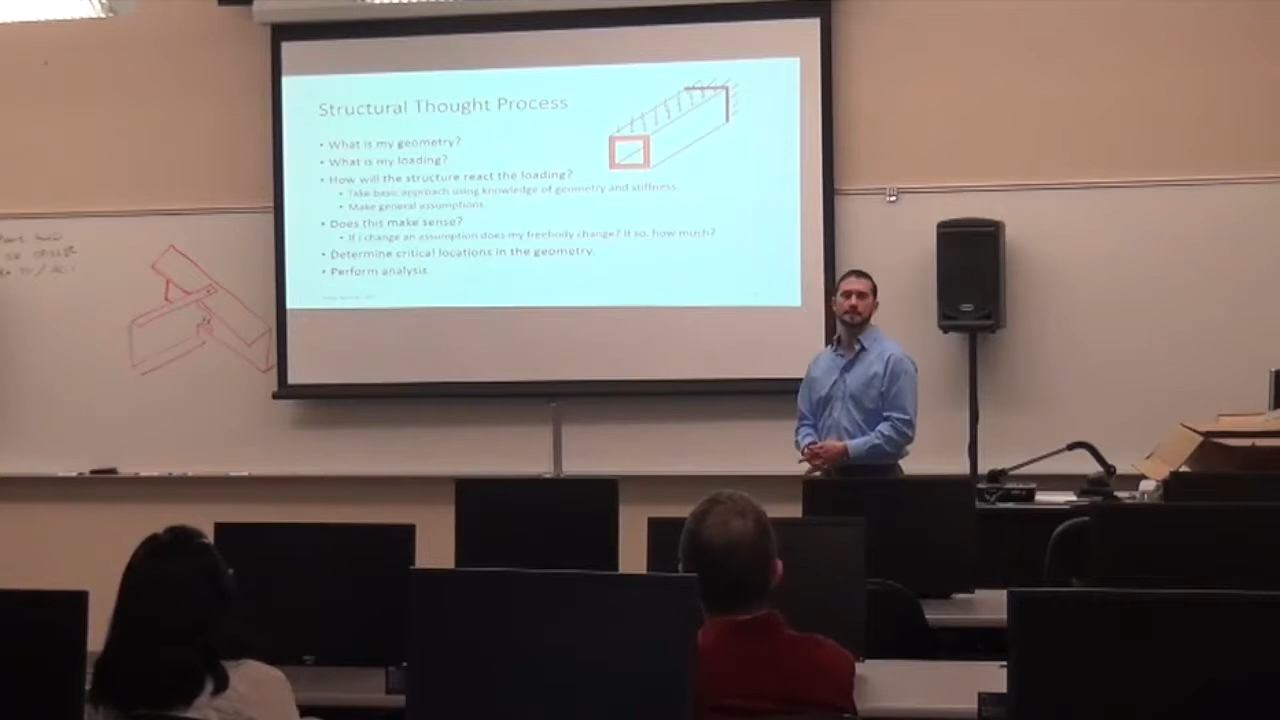 Structural Thought Process
• What is my geometry?
• What is my loading?
• How will the structure react the loading?
• Take basic approach using knowledge of geometry and stiffness.
• Make general assumptions.
• Does this make sense?
• If i change an assumption does my freebody change? If so, how much?
• Determine critical locations in the geometry.
• Perform analysis.